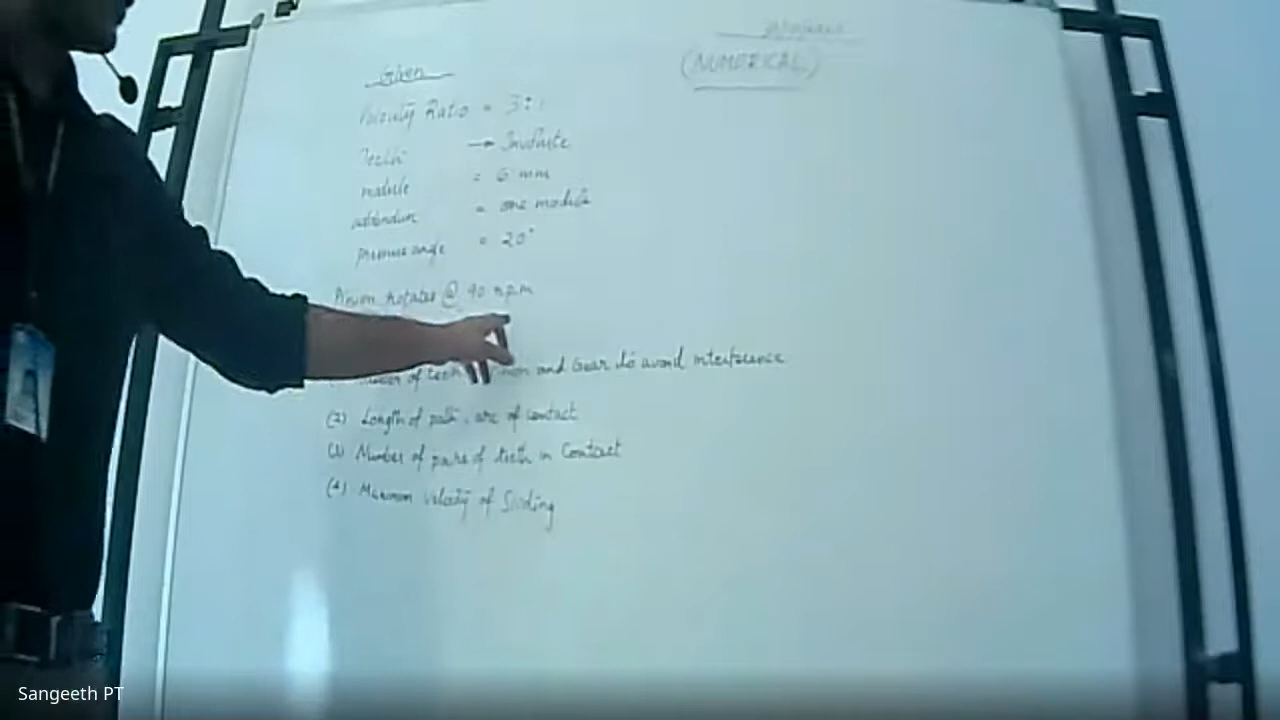 (NUMERICAL)
Given
Velocity Ratio = 3:1
Teeth → Involute
module = 6 mm
addendum = one module
pressure angle = 20°
Pinion rotates @ 90 r.p.m
of teeth and Gear to avoid interference
(2) Length of path, arc of contact
(3) Number of pairs of teeth in Contact
(4) Maximum Velocity of Sliding
Sangeeth PT